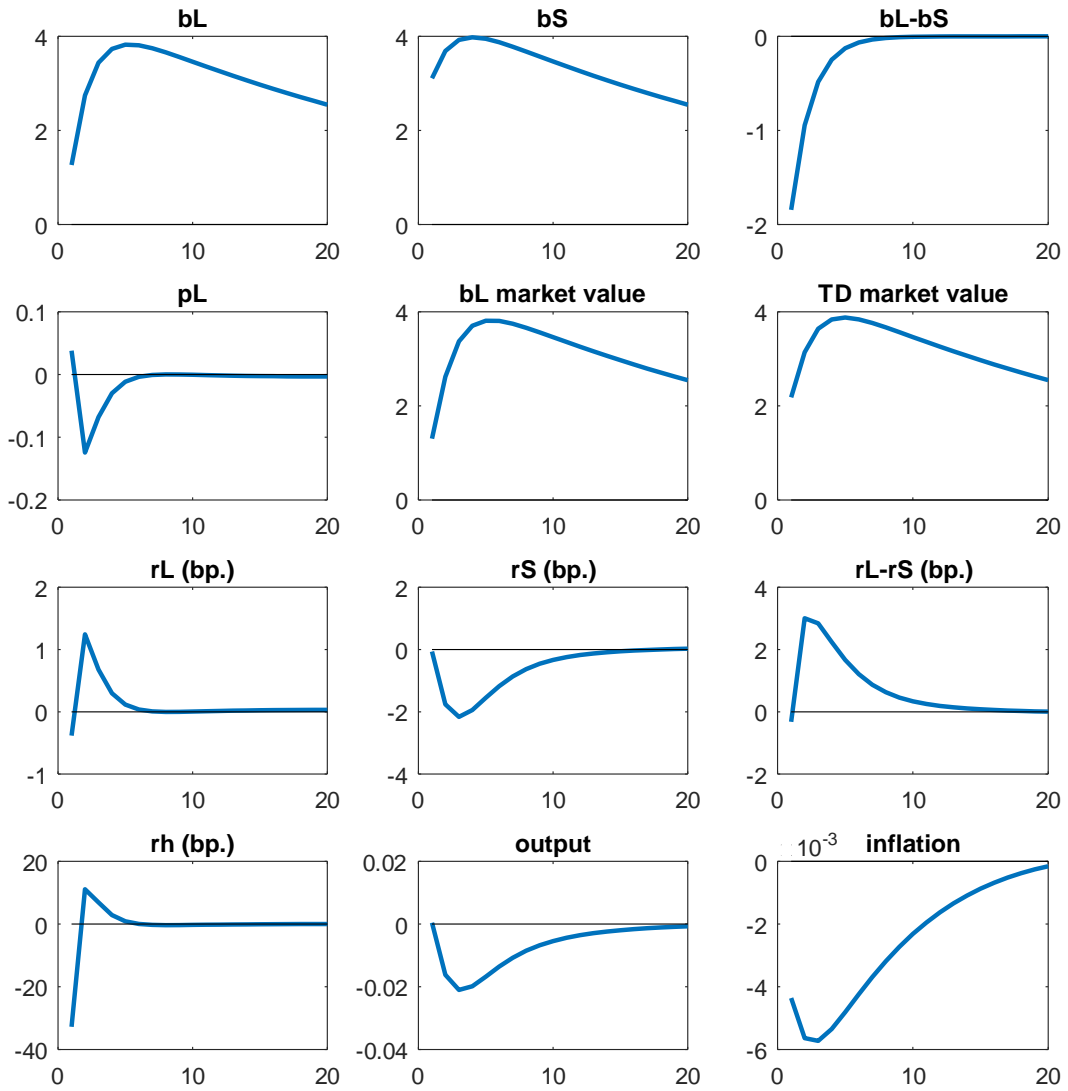 bL bS bL-bS
4 4 0
2 2 -1
0 0 -2
0 10 20 0 10 20 0 10 20
pL bL market value TD market value
0.1 4 4
0
-0.1 2 2
-0.2 0 0
0 10 20 0 10 20 0 10 20
rL (bp.) rS (bp.) rL-rS (bp.)
2 2 4
1 0 2
0 -2 0
-1 -4 -2
0 10 20 0 10 20 0 10 20
rh (bp.) output 10-3 inflation
20 0.02 0
0 0.00 -2
-20 -0.02 -4
-40 -0.04 -6
0 10 20 0 10 20 0 10 20